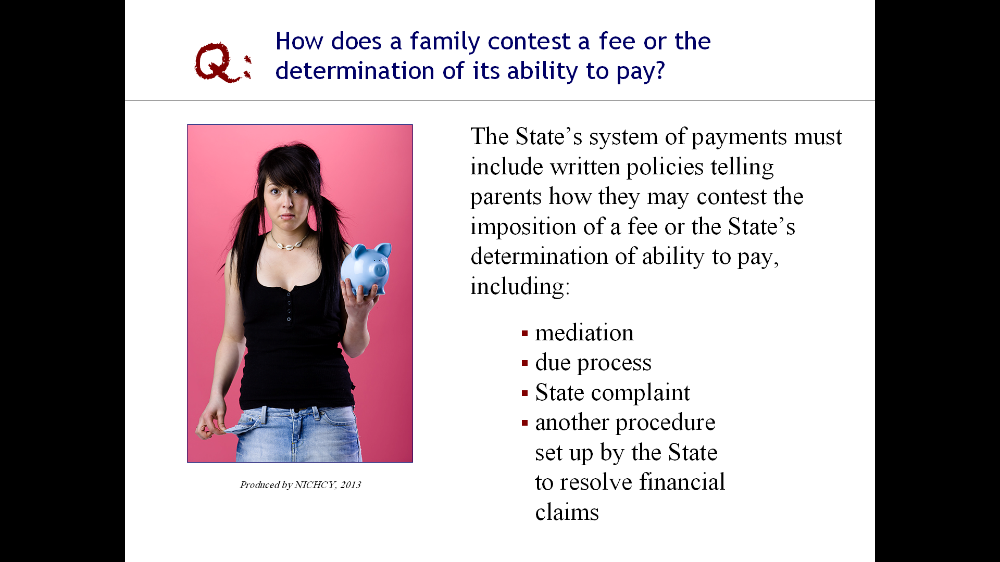 Q:
How does a family contest a fee or the
determination of its ability to pay?
The State’s system of payments must
include written policies telling
parents how they may contest the
imposition of a fee or the State’s
determination of ability to pay,
including:
▪ mediation
▪ due process
▪ State complaint
▪ another procedure
set up by the State
to resolve financial
claims
Produced by NICHCY, 2013